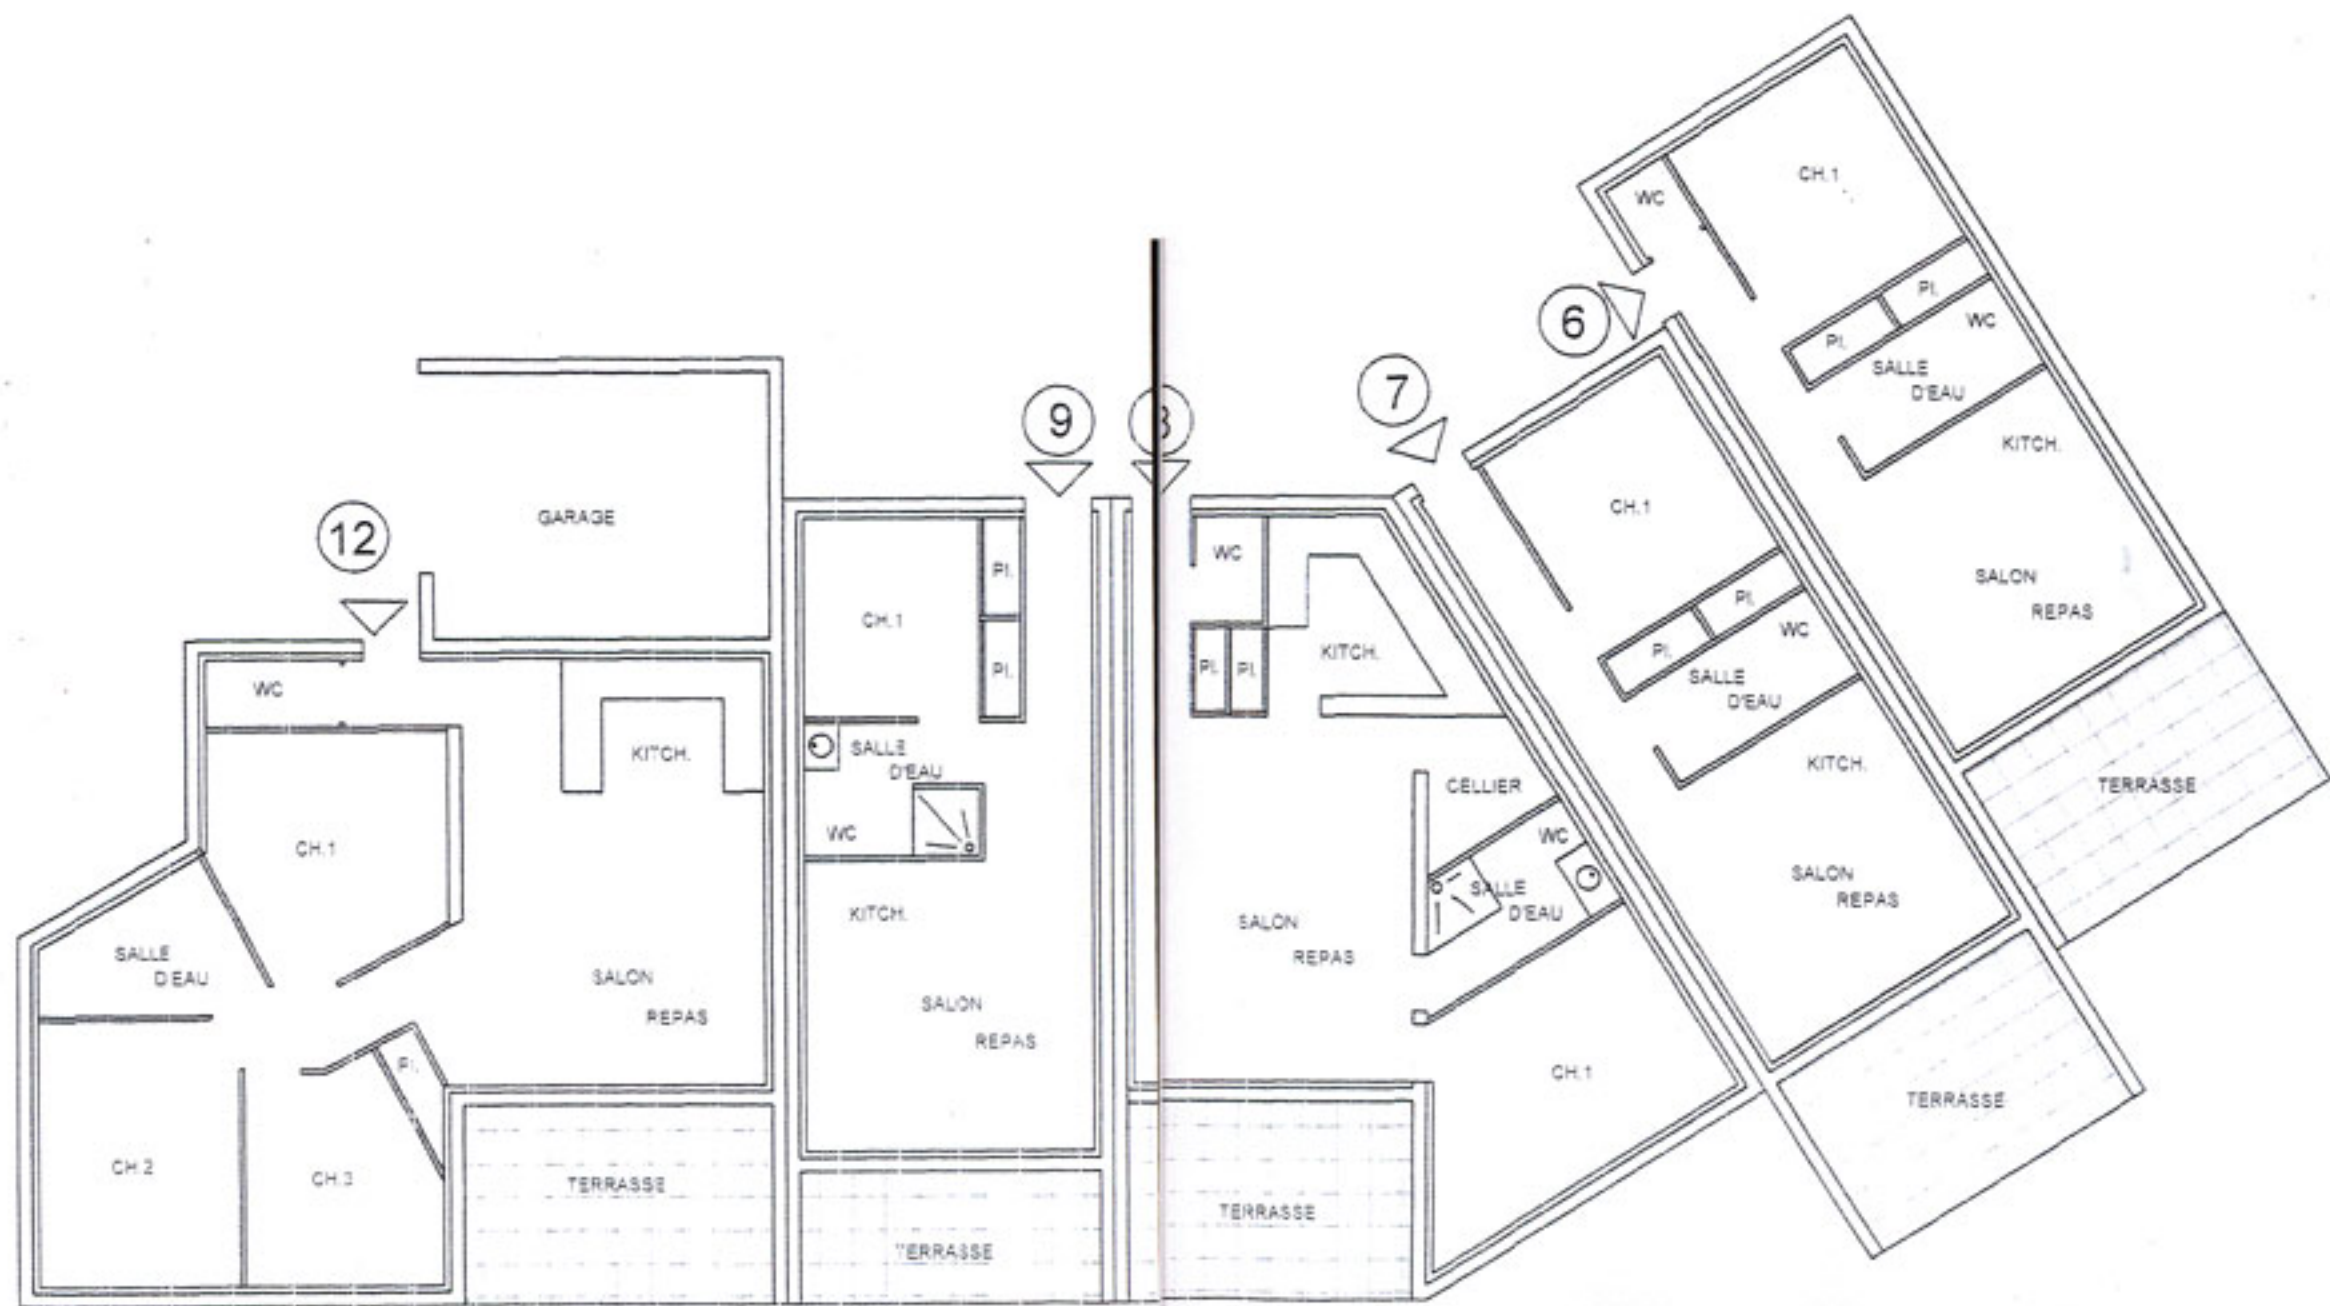 12
GARAGE
WC
KITCH.
CH.1
SALLE
D'EAU
SALON
REPAS
PI.
CH.2
CH.3
TERRASSE
9
PI.
CH.1
PI.
SALLE
D'EAU
WC
KITCH.
SALON
REPAS
TERRASSE
8
WC
KITCH.
PI.
PI.
CELLIER
WC
SALLE
D'EAU
SALON
REPAS
CH.1
TERRASSE
7
CH.1
PI.
PI.
WC
SALLE
D'EAU
KITCH.
SALON
REPAS
TERRASSE
6
CH.1
WC
PI.
PI.
WC
SALLE
D'EAU
KITCH.
SALON
REPAS
TERRASSE